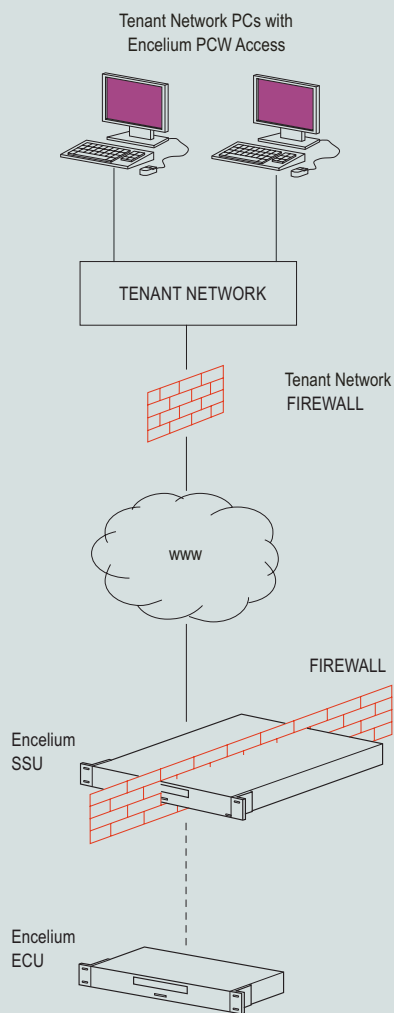 Tenant Network PCs with
Encelium PCW Access
TENANT NETWORK
Tenant Network
FIREWALL
www
FIREWALL
Encelium
SSU
Encelium
ECU